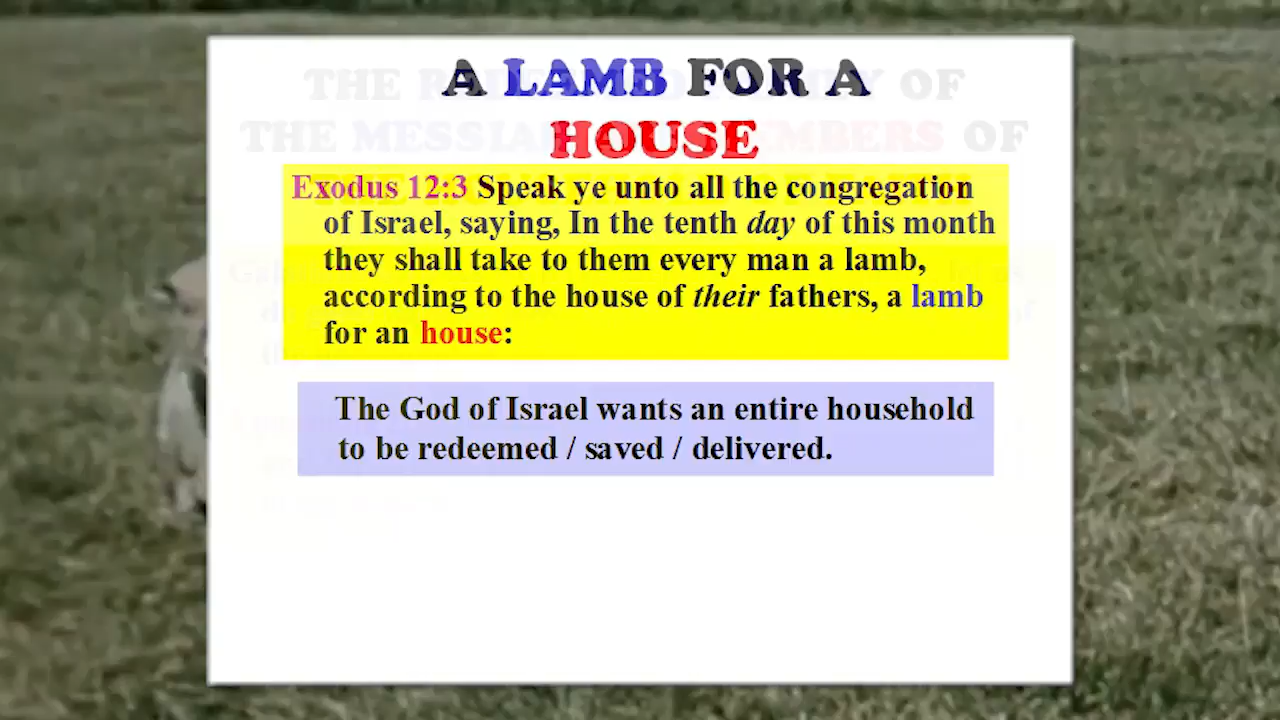 A LAMB FOR A
HOUSE
Exodus 12:3 Speak ye unto all the congregation
of Israel, saying, In the tenth day of this month
they shall take to them every man a lamb,
according to the house of their fathers, a lamb
for an house:
The God of Israel wants an entire household
to be redeemed / saved / delivered.